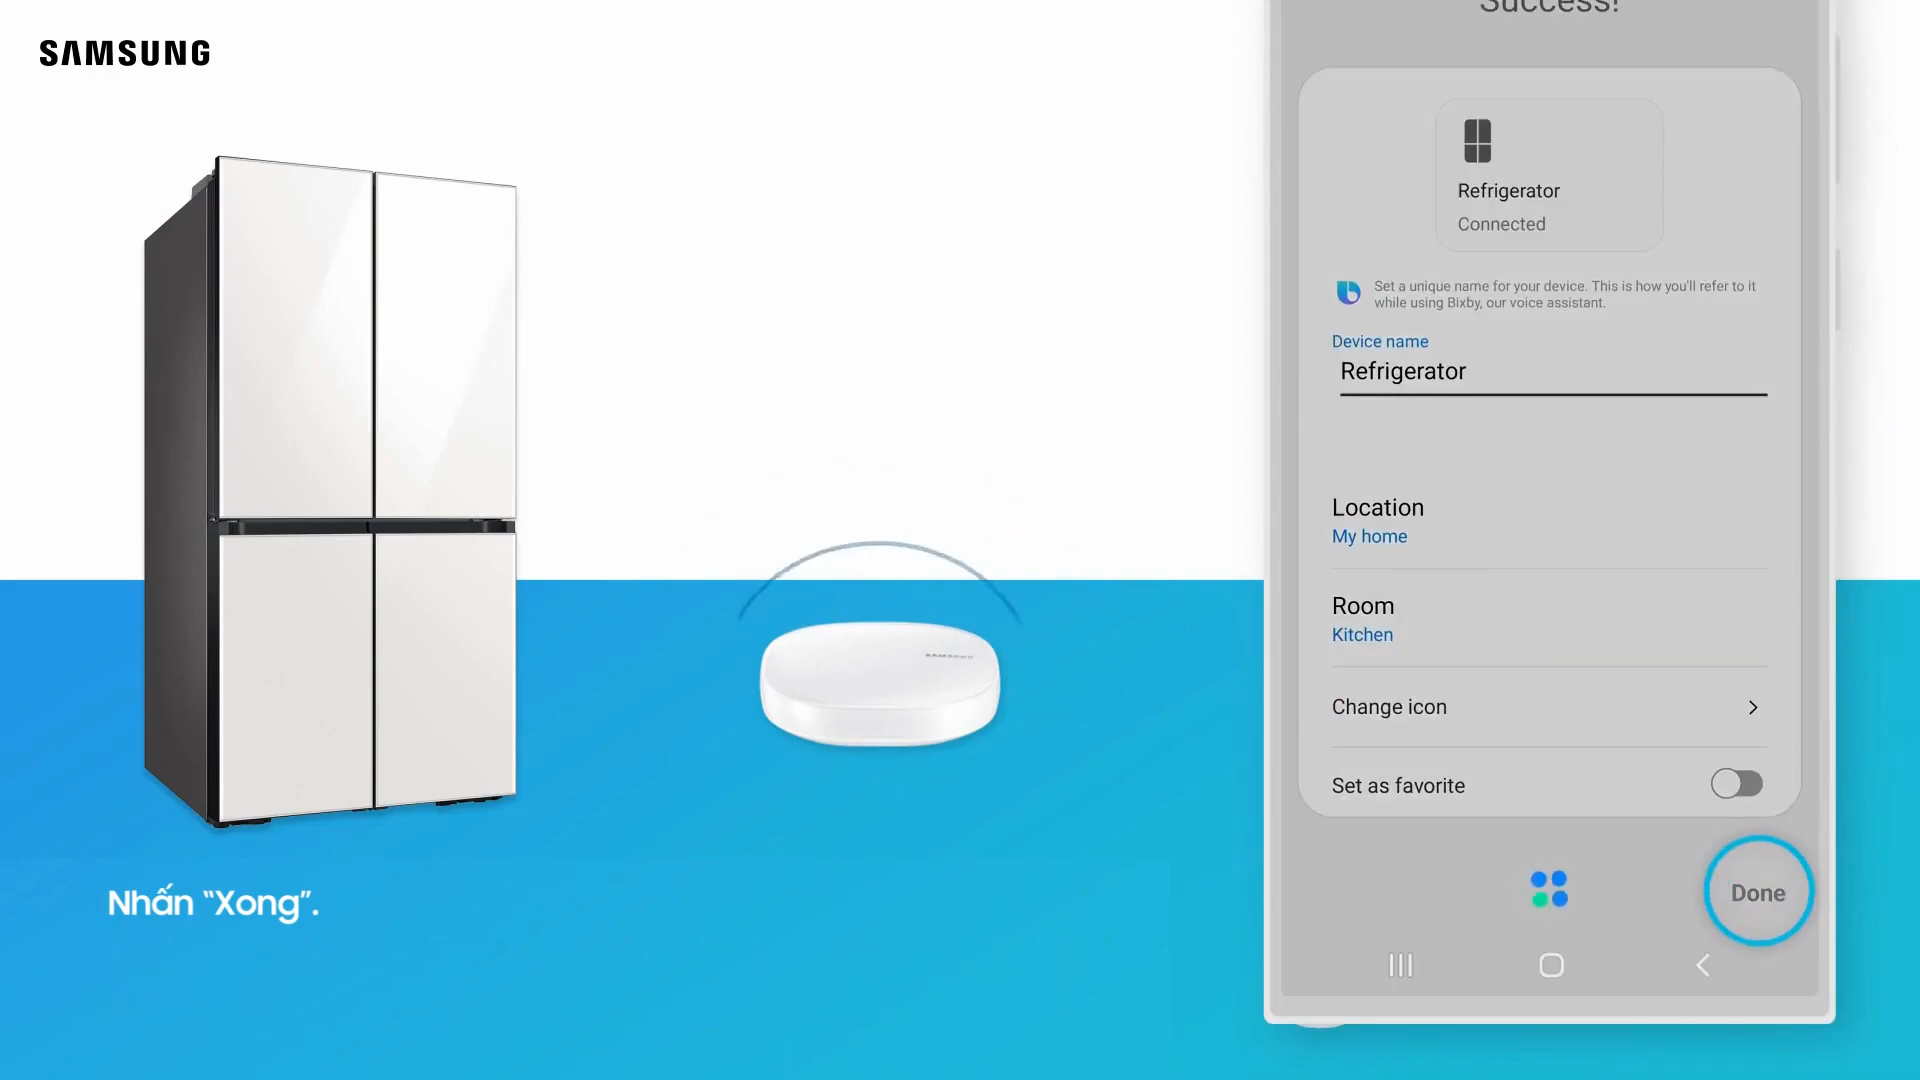 SAMSUNG
Success!
Refrigerator
Connected
Set a unique name for your device. This is how you'll refer to it
while using Bixby, our voice assistant.
Device name
Refrigerator
Location
My home
Room
Kitchen
Change icon
Set as favorite
Done
SAMSUNG
Nhấn “Xong”.